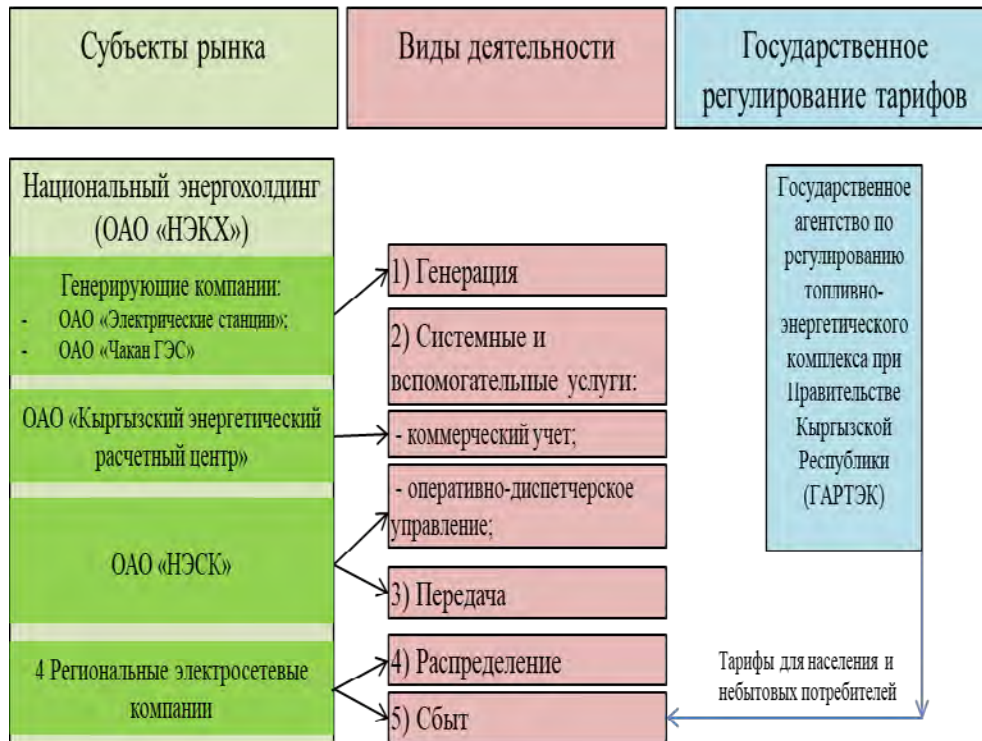 Субъекты рынка
Виды деятельности
Государственное
регулирование тарифов
Национальный энергохолдинг
(ОАО «НЭКХ»)
Генерирующие компании:
- ОАО «Электрические станции»;
- ОАО «Чакан ГЭС»
ОАО «Кыргызский энергетический
расчетный центр»
ОАО «НЭСК»
4 Региональные электросетевые
компании
1) Генерация
2) Системные и
вспомогательные услуги:
- коммерческий учет;
- оперативно-диспетчерское
управление;
3) Передача
4) Распределение
5) Сбыт
Государственное
агентство по
регулированию
топливно-
энергетического
комплекса при
Правительстве
Кыргызской
Республики
(ГАРТЭК)
Тарифы для населения и
небытовых потребителей